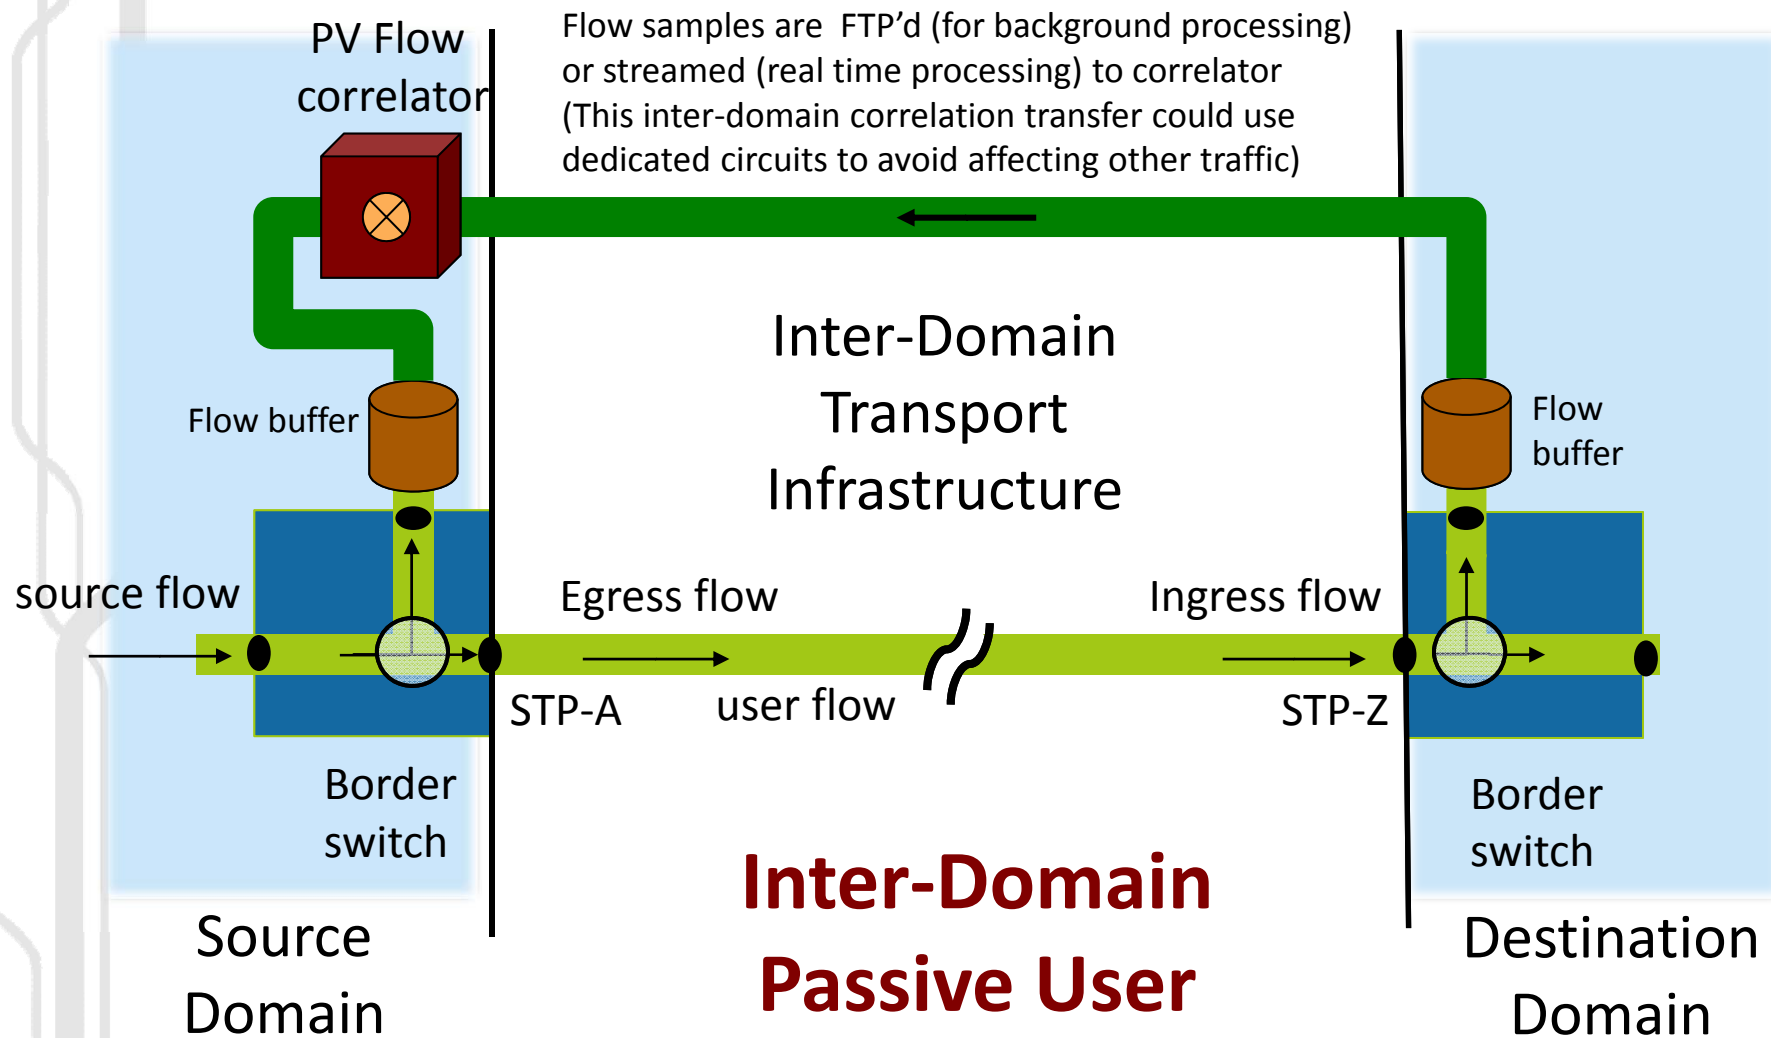 PV Flow
correlator
Flow samples are  FTP’d (for background processing)
or streamed (real time processing) to correlator
(This inter-domain correlation transfer could use
dedicated circuits to avoid affecting other traffic)
Inter-Domain
Transport
Infrastructure
Flow buffer
Flow
buffer
source flow
Egress flow
Ingress flow
STP-A
user flow
STP-Z
Border
switch
Border
switch
Inter-Domain
Passive User
Source
Domain
Destination
Domain